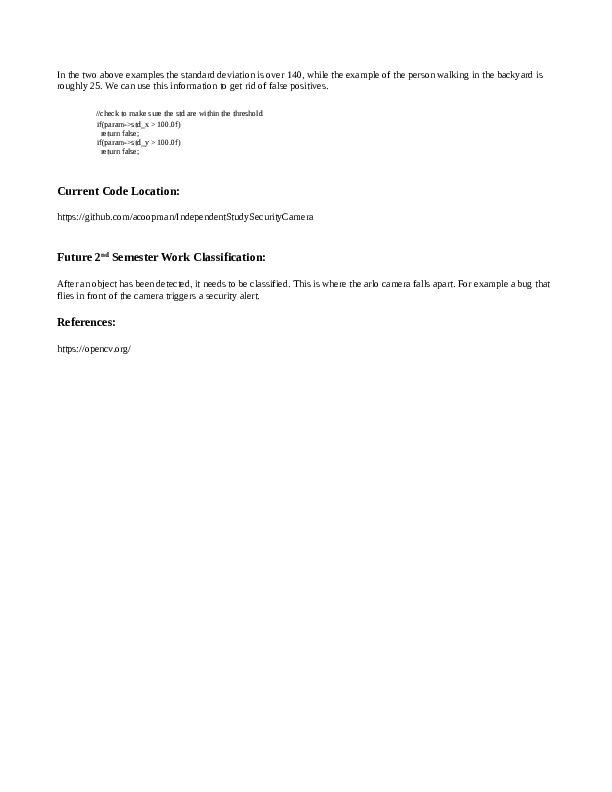 In the two above examples the standard deviation is over 140, while the example of the person walking in the backyard is
roughly 25. We can use this information to get rid of false positives.
//check to make sure the std are within the threshold
if(param->std_x > 100.0f)
return false;
if(param->std_y > 100.0f)
return false;
Current Code Location:
https://github.com/acoopman/IndependentStudySecurityCamera
Future 2nd Semester Work Classification:
After an object has been detected, it needs to be classified. This is where the arlo camera falls apart. For example a bug that
flies in front of the camera triggers a security alert.
References:
https://opencv.org/